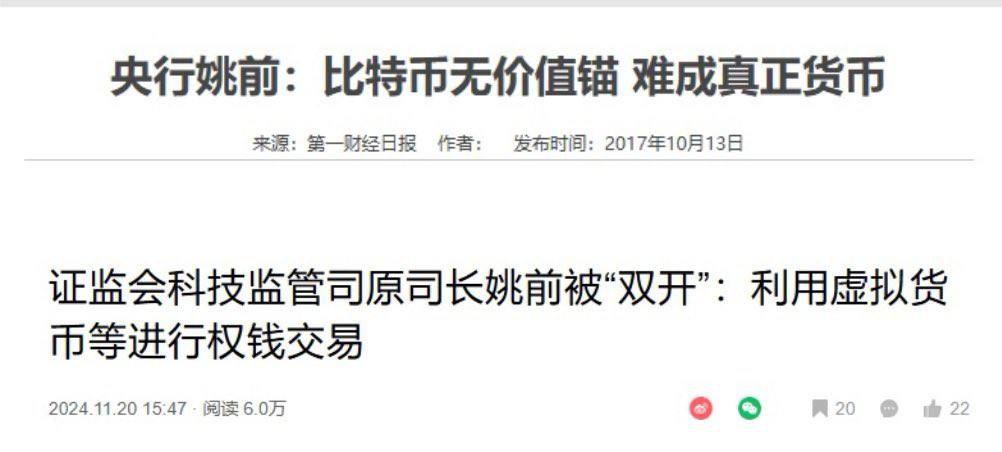 央行姚前：比特币无价值锚 难成真正货币
来源：第一财经日报 作者： 发布时间：2017年10月13日
证监会科技监管司原司长姚前被“双开”：利用虚拟货
币等进行权钱交易
2024.11.20 15:47 · 阅读 6.0万 20 22